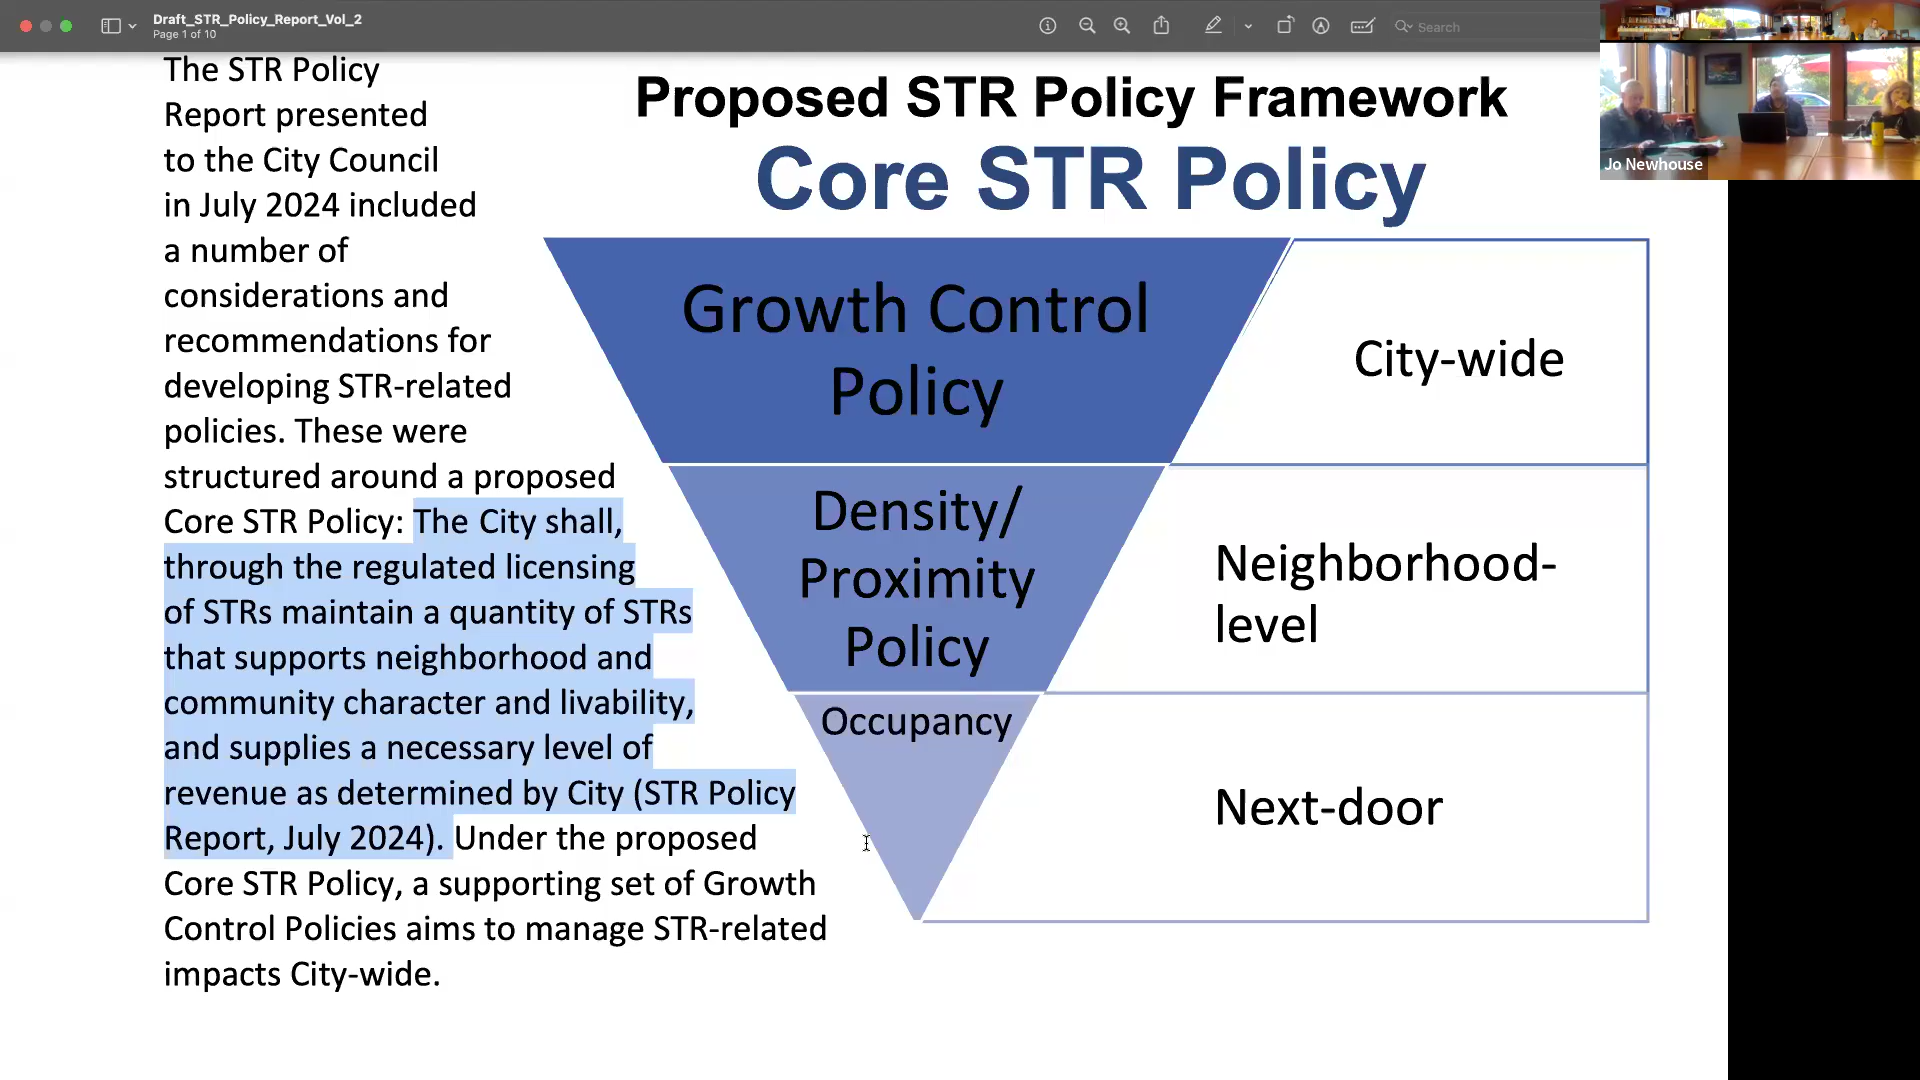 Draft_STR_Policy_Report_Vol_2
Page 1 of 10
Search
Jo Newhouse
The STR Policy
Report presented
to the City Council
in July 2024 included
a number of
considerations and
recommendations for
developing STR-related
policies. These were
structured around a proposed
Core STR Policy: The City shall,
through the regulated licensing
of STRs maintain a quantity of STRs
that supports neighborhood and
community character and livability,
and supplies a necessary level of
revenue as determined by City (STR Policy
Report, July 2024). Under the proposed
Core STR Policy, a supporting set of Growth
Control Policies aims to manage STR-related
impacts City-wide.
Proposed STR Policy Framework
Core STR Policy
Growth Control
Policy
City-wide
Density/
Proximity
Policy
Neighborhood-
level
Occupancy
Next-door